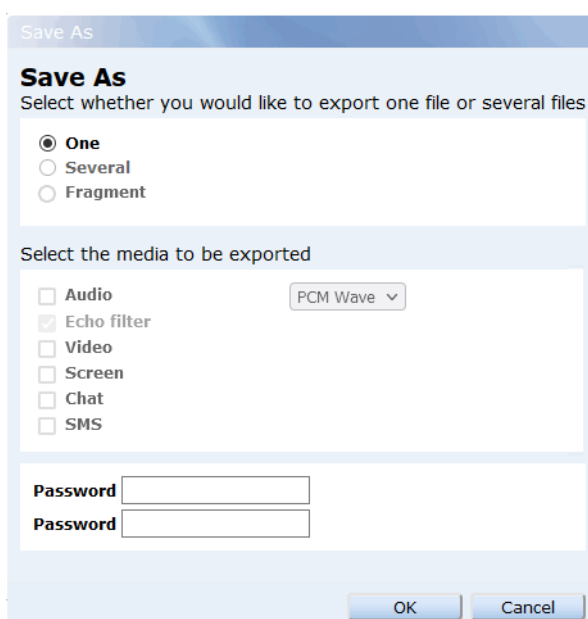 Save As
Save As
Select whether you would like to export one file or several files
One
Several
Fragment
Select the media to be exported
Audio PCM Wave
Echo filter
Video
Screen
Chat
SMS
Password
Password
OK Cancel